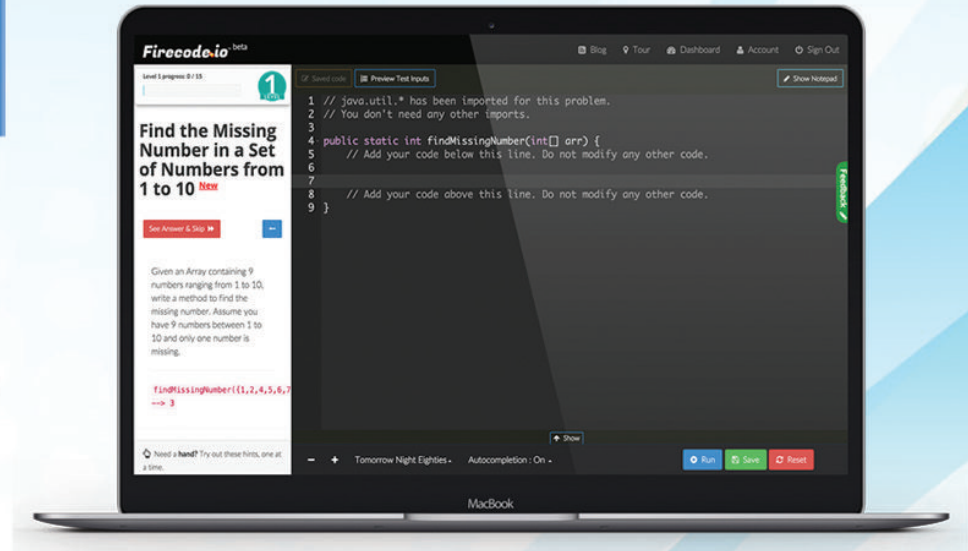 Firecode.io beta
Blog Tour Dashboard Account Sign Out
Level 1 progress: 0 / 15
1
LEVEL
Find the Missing
Number in a Set
of Numbers from
1 to 10 New
See Answer & Skip
Given an Array containing 9
numbers ranging from 1 to 10,
write a method to find the
missing number. Assume you
have 9 numbers between 1 to
10 and only one number is
missing.
findMissingNumber({1,2,4,5,6,7
--> 3
Need a hand? Try out these hints, one at
a time.
Saved code Preview Test Inputs Show Notepad
1 // java.util.* has been imported for this problem.
2 // You don't need any other imports.
3
4 public static int findMissingNumber(int[] arr) {
5 // Add your code below this line. Do not modify any other code.
6
7
8 // Add your code above this line. Do not modify any other code.
9 }
Feedback
Show
- + Tomorrow Night Eighties Autocompletion : On
Run Save Reset
MacBook